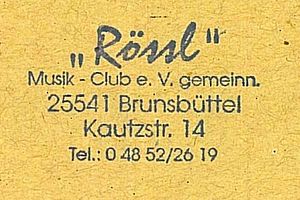 „Rössl"
Musik - Club e. V. gemeinn.
25541 Brunsbüttel
Kautzstr. 14
Tel.: 0 48 52/26 19